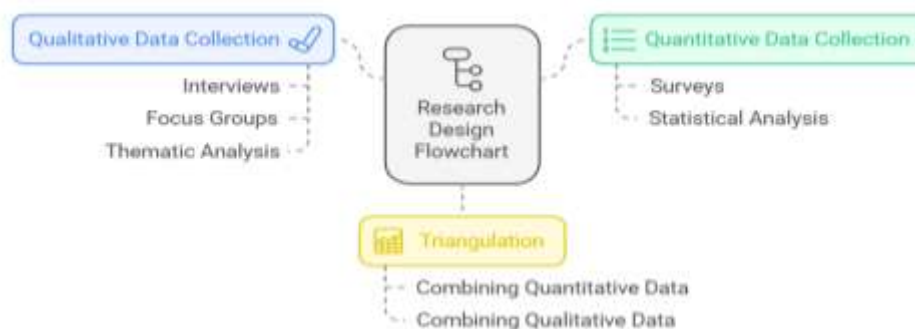 Qualitative Data Collection
Interviews
Focus Groups
Thematic Analysis
Research
Design
Flowchart
Quantitative Data Collection
Surveys
Statistical Analysis
Triangulation
Combining Quantitative Data
Combining Qualitative Data